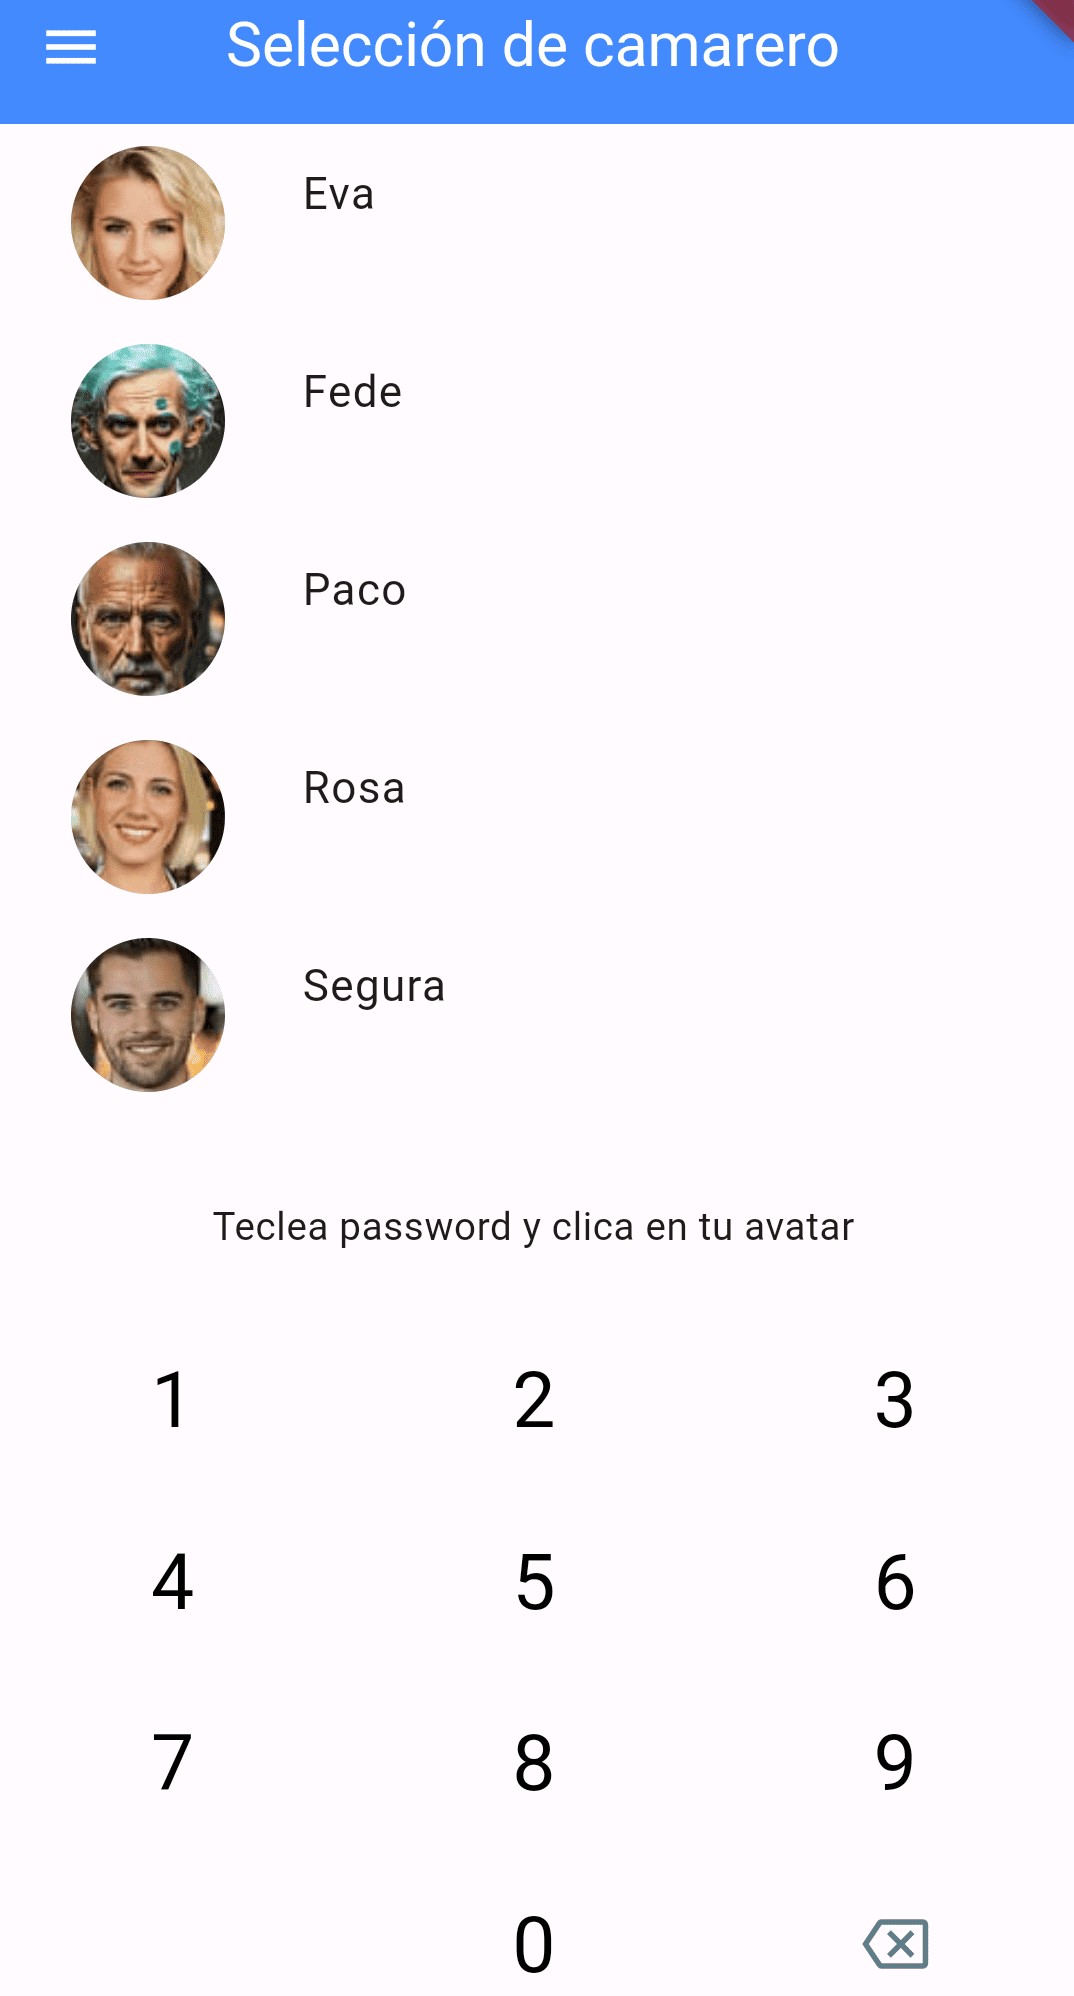 Selección de camarero
Eva
Fede
Paco
Rosa
Segura
Teclea password y clica en tu avatar
1 2 3
4 5 6
7 8 9
0